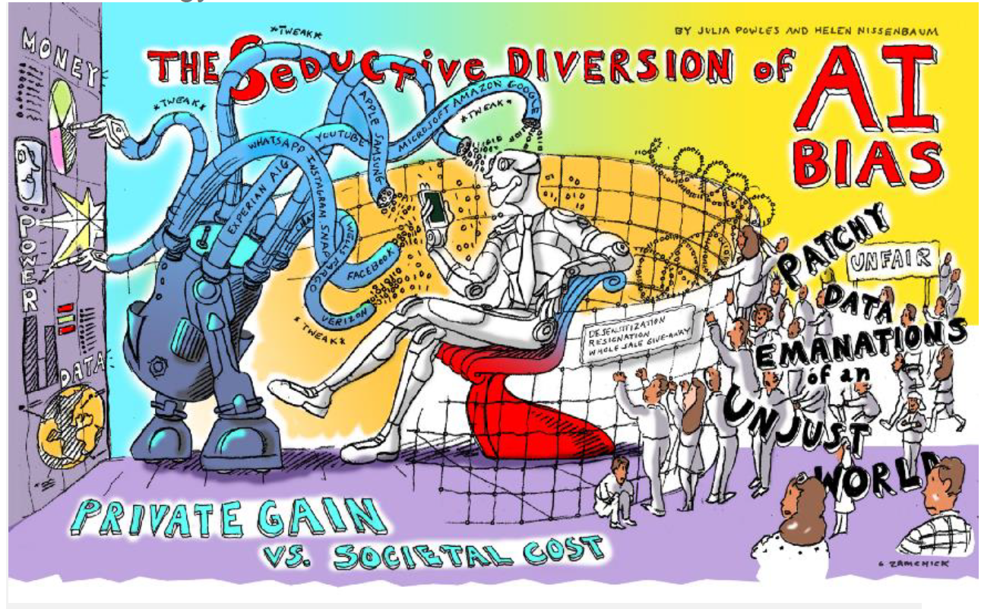 BY JULIA POWLES AND HELEN NISSENBAUM
THE SEDUCTive DIVERSION of AI
BIAS
*TWEAK*
*TWEAK*
*TWEAK*
*TWEAK*
MONEY
POWER
DATA
APPLE SAMSUNG
MICROSOFT AMAZON GOOGLE
YOUTUBE
WHATSAPP INSTAGRAM SNAP
EXPERIAN AIG
WELLS FARGO
FACEBOOK
VERIZON
DESENSITIZATION
RESIGNATION
WHOLE SALE GIVE-AWAY
UNFAIR
PATCHY
DATA
EMANATIONS
of an
UNJUST
WORLD
PRIVATE GAIN
VS. SOCIETAL COST
G ZAMCHICK